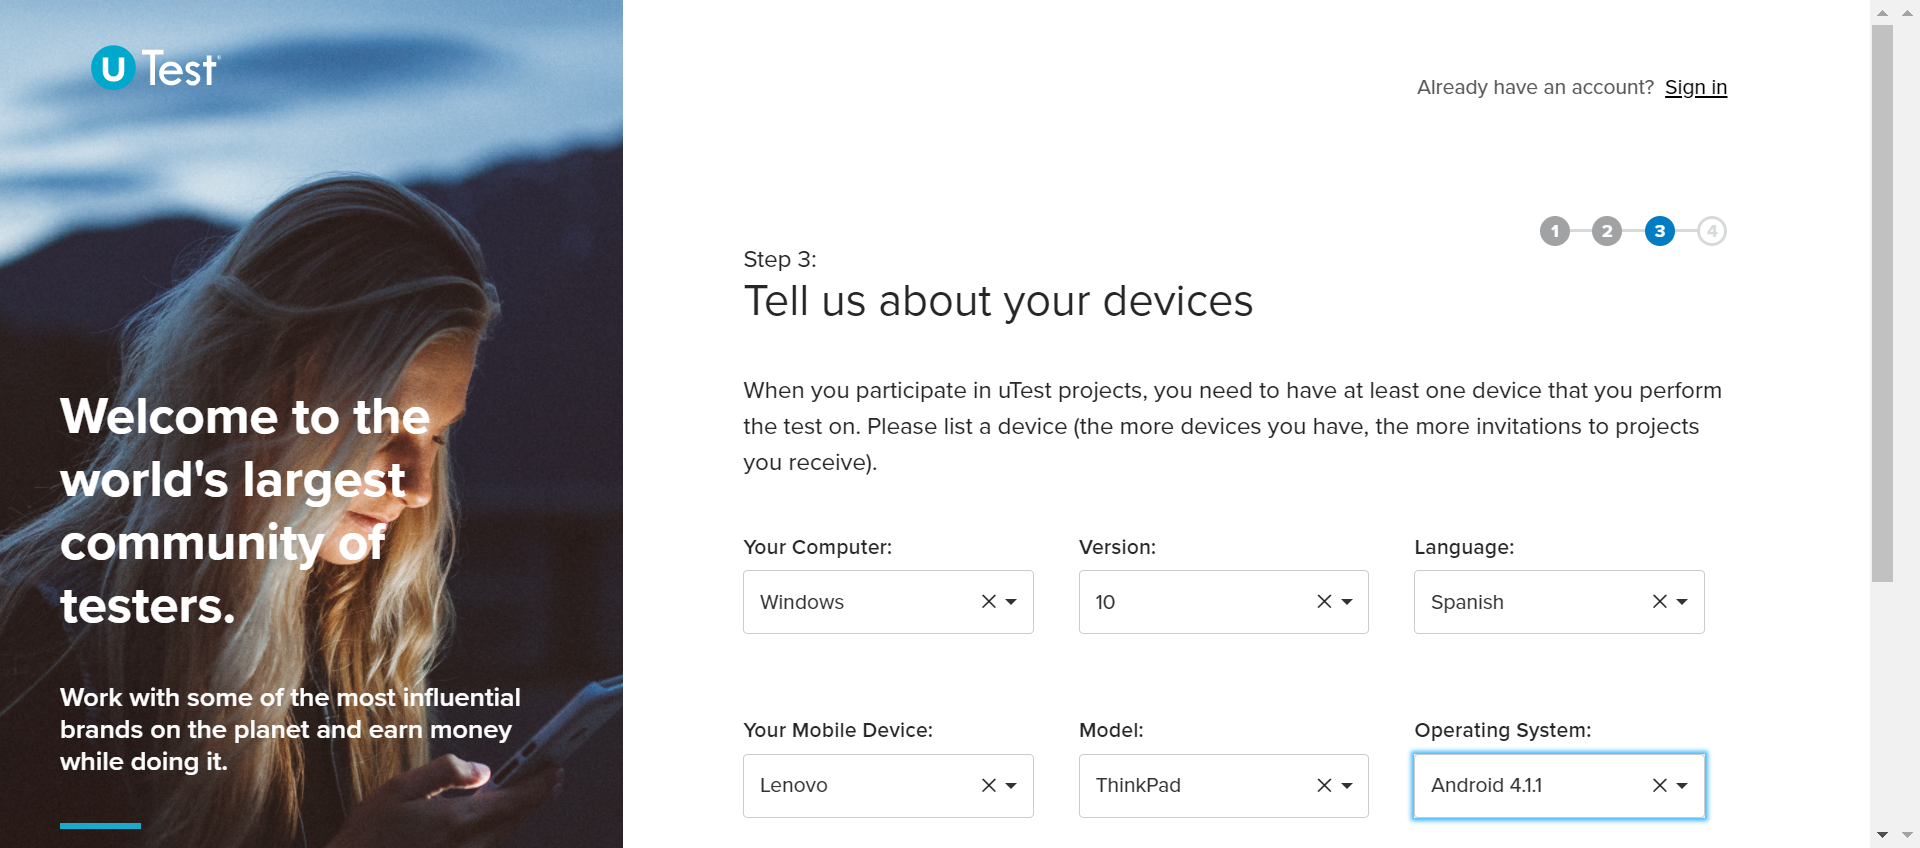 u Test
Already have an account? Sign in
1 2 3 4
Step 3:
Tell us about your devices
When you participate in uTest projects, you need to have at least one device that you perform
the test on. Please list a device (the more devices you have, the more invitations to projects
you receive).
Your Computer: Version: Language:
Windows 10 Spanish
Your Mobile Device: Model: Operating System:
Lenovo ThinkPad Android 4.1.1
Welcome to the
world's largest
community of
testers.
Work with some of the most influential
brands on the planet and earn money
while doing it.